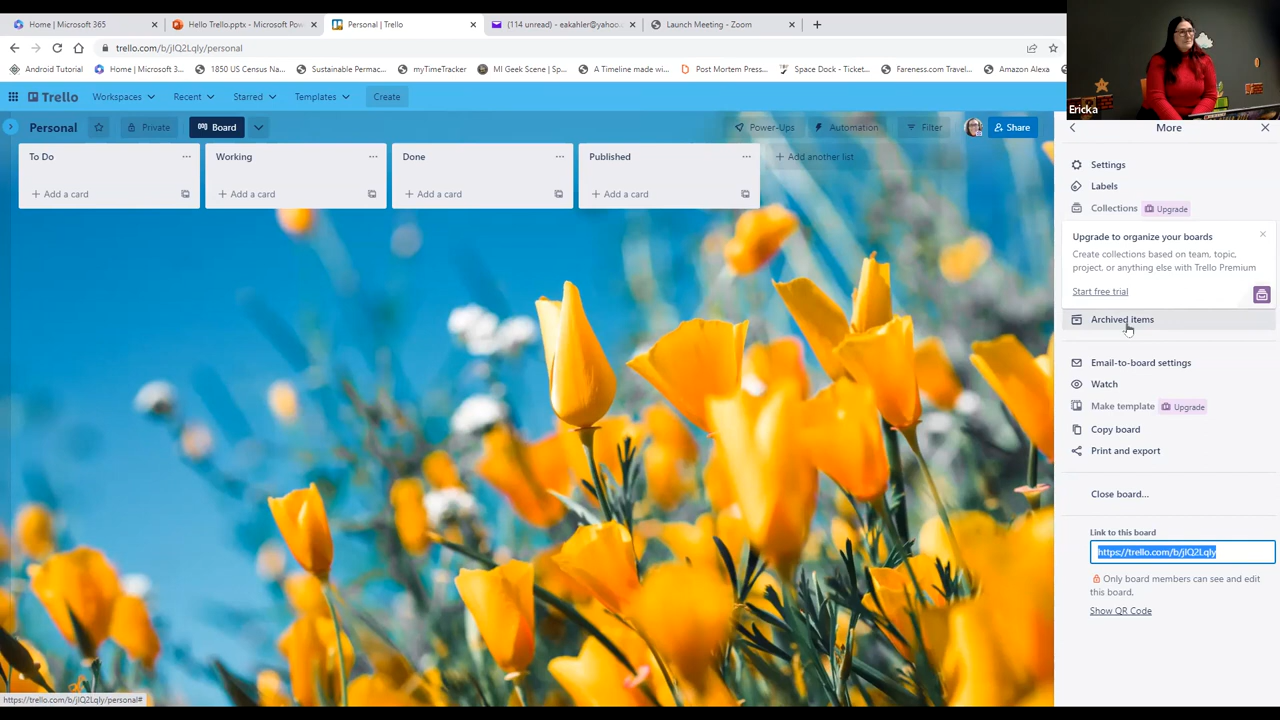 Home | Microsoft 365
Hello Trello.pptx - Microsoft Pow
Personal | Trello
(114 unread) - eakahler@yahoo.c
Launch Meeting - Zoom
trello.com/b/jlQ2Lqly/personal
Android Tutorial
Home | Microsoft 3...
1850 US Census Na...
Sustainable Permac...
myTimeTracker
MI Geek Scene | Sp...
A Timeline made wi...
Post Mortem Press...
Space Dock - Ticket...
Fareness.com Travel...
Amazon Alexa
Ericka
Trello
Workspaces
Recent
Starred
Templates
Create
Personal
Private
Board
Power-Ups
Automation
Filter
Share
To Do
Add a card
Working
Add a card
Done
Add a card
Published
Add a card
Add another list
More
Settings
Labels
Collections Upgrade
Upgrade to organize your boards
Create collections based on team, topic,
project, or anything else with Trello Premium
Start free trial
Archived items
Email-to-board settings
Watch
Make template Upgrade
Copy board
Print and export
Close board...
Link to this board
https://trello.com/b/jlQ2Lqly
Only board members can see and edit
this board.
Show QR Code
https://trello.com/b/jlQ2Lqly/personal#